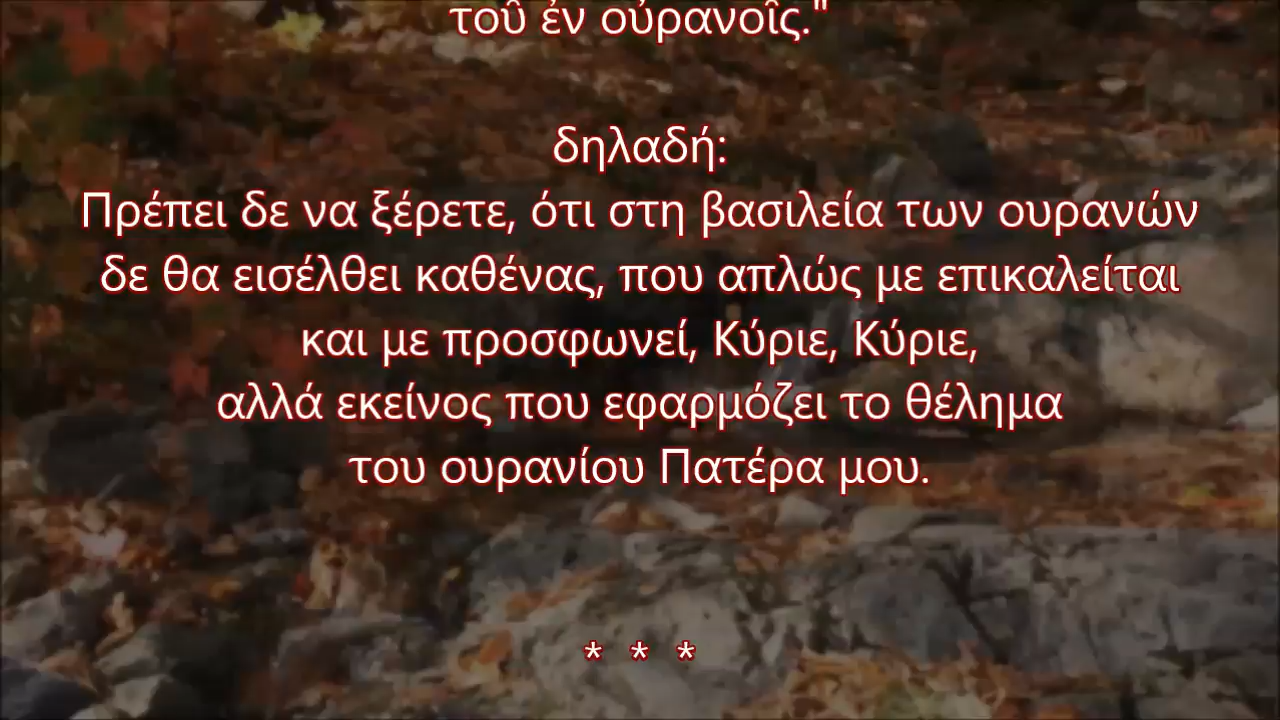 τοῦ ἐν οὐρανοῖς."
δηλαδή:
Πρέπει δε να ξέρετε, ότι στη βασιλεία των ουρανών
δε θα εισέλθει καθένας, που απλώς με επικαλείται
και με προσφωνεί, Κύριε, Κύριε,
αλλά εκείνος που εφαρμόζει το θέλημα
του ουρανίου Πατέρα μου.
* * *